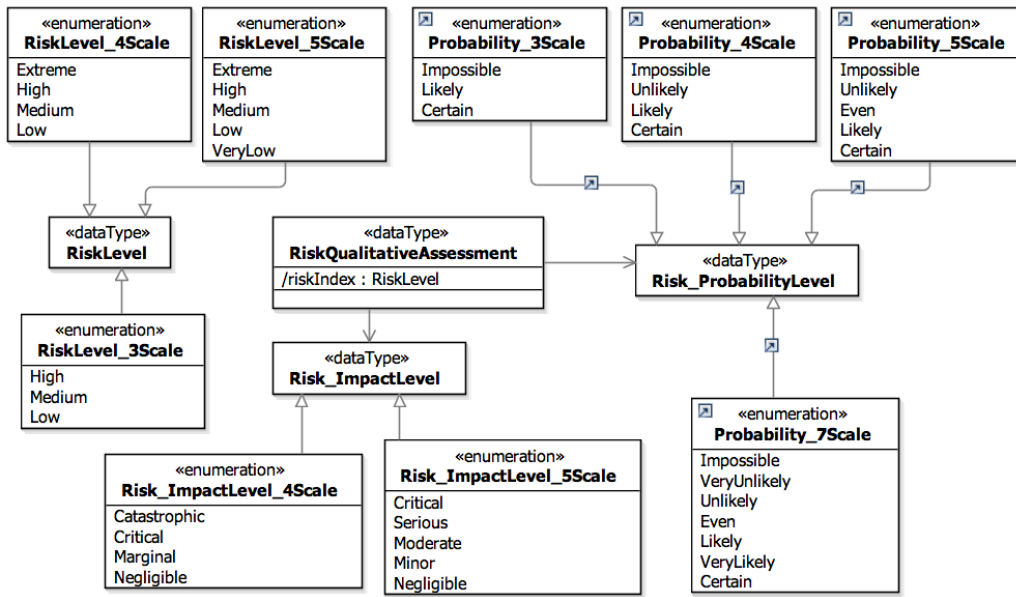 «enumeration»
RiskLevel_4Scale
Extreme
High
Medium
Low
«enumeration»
RiskLevel_5Scale
Extreme
High
Medium
Low
VeryLow
«enumeration»
Probability_3Scale
Impossible
Likely
Certain
«enumeration»
Probability_4Scale
Impossible
Unlikely
Likely
Certain
«enumeration»
Probability_5Scale
Impossible
Unlikely
Even
Likely
Certain
«dataType»
RiskLevel
«dataType»
RiskQualitativeAssessment
/riskIndex : RiskLevel
«dataType»
Risk_ProbabilityLevel
«enumeration»
RiskLevel_3Scale
High
Medium
Low
«dataType»
Risk_ImpactLevel
«enumeration»
Risk_ImpactLevel_4Scale
Catastrophic
Critical
Marginal
Negligible
«enumeration»
Risk_ImpactLevel_5Scale
Critical
Serious
Moderate
Minor
Negligible
«enumeration»
Probability_7Scale
Impossible
VeryUnlikely
Unlikely
Even
Likely
VeryLikely
Certain